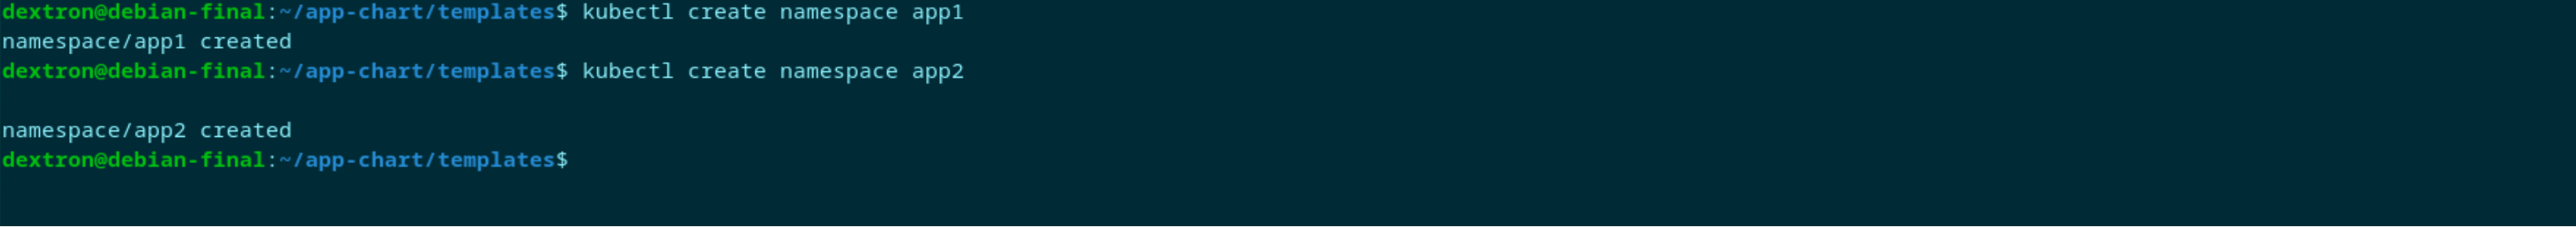 dextron@debian-final:~/app-chart/templates$ kubectl create namespace app1
namespace/app1 created
dextron@debian-final:~/app-chart/templates$ kubectl create namespace app2
namespace/app2 created
dextron@debian-final:~/app-chart/templates$